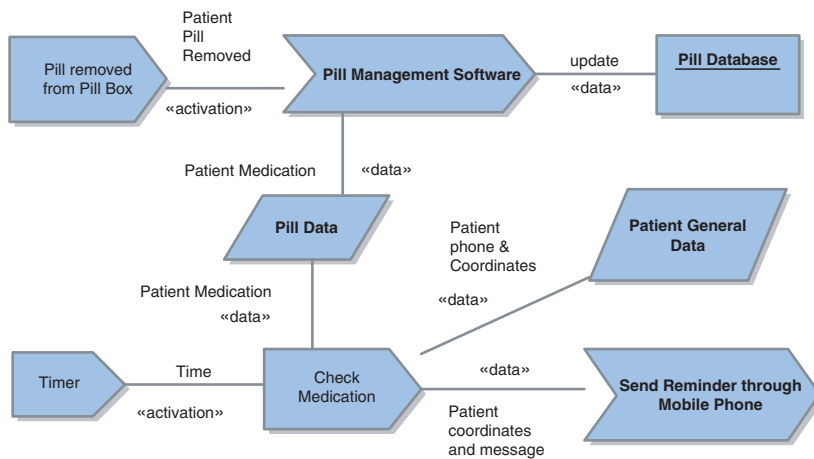 Patient
Pill
Removed
Pill removed
from Pill Box
«activation»
Pill Management Software
update
«data»
Pill Database
Patient Medication
«data»
Pill Data
Patient
phone &
Coordinates
«data»
Patient General
Data
Patient Medication
«data»
Timer
Time
«activation»
Check
Medication
«data»
Patient
coordinates
and message
Send Reminder through
Mobile Phone